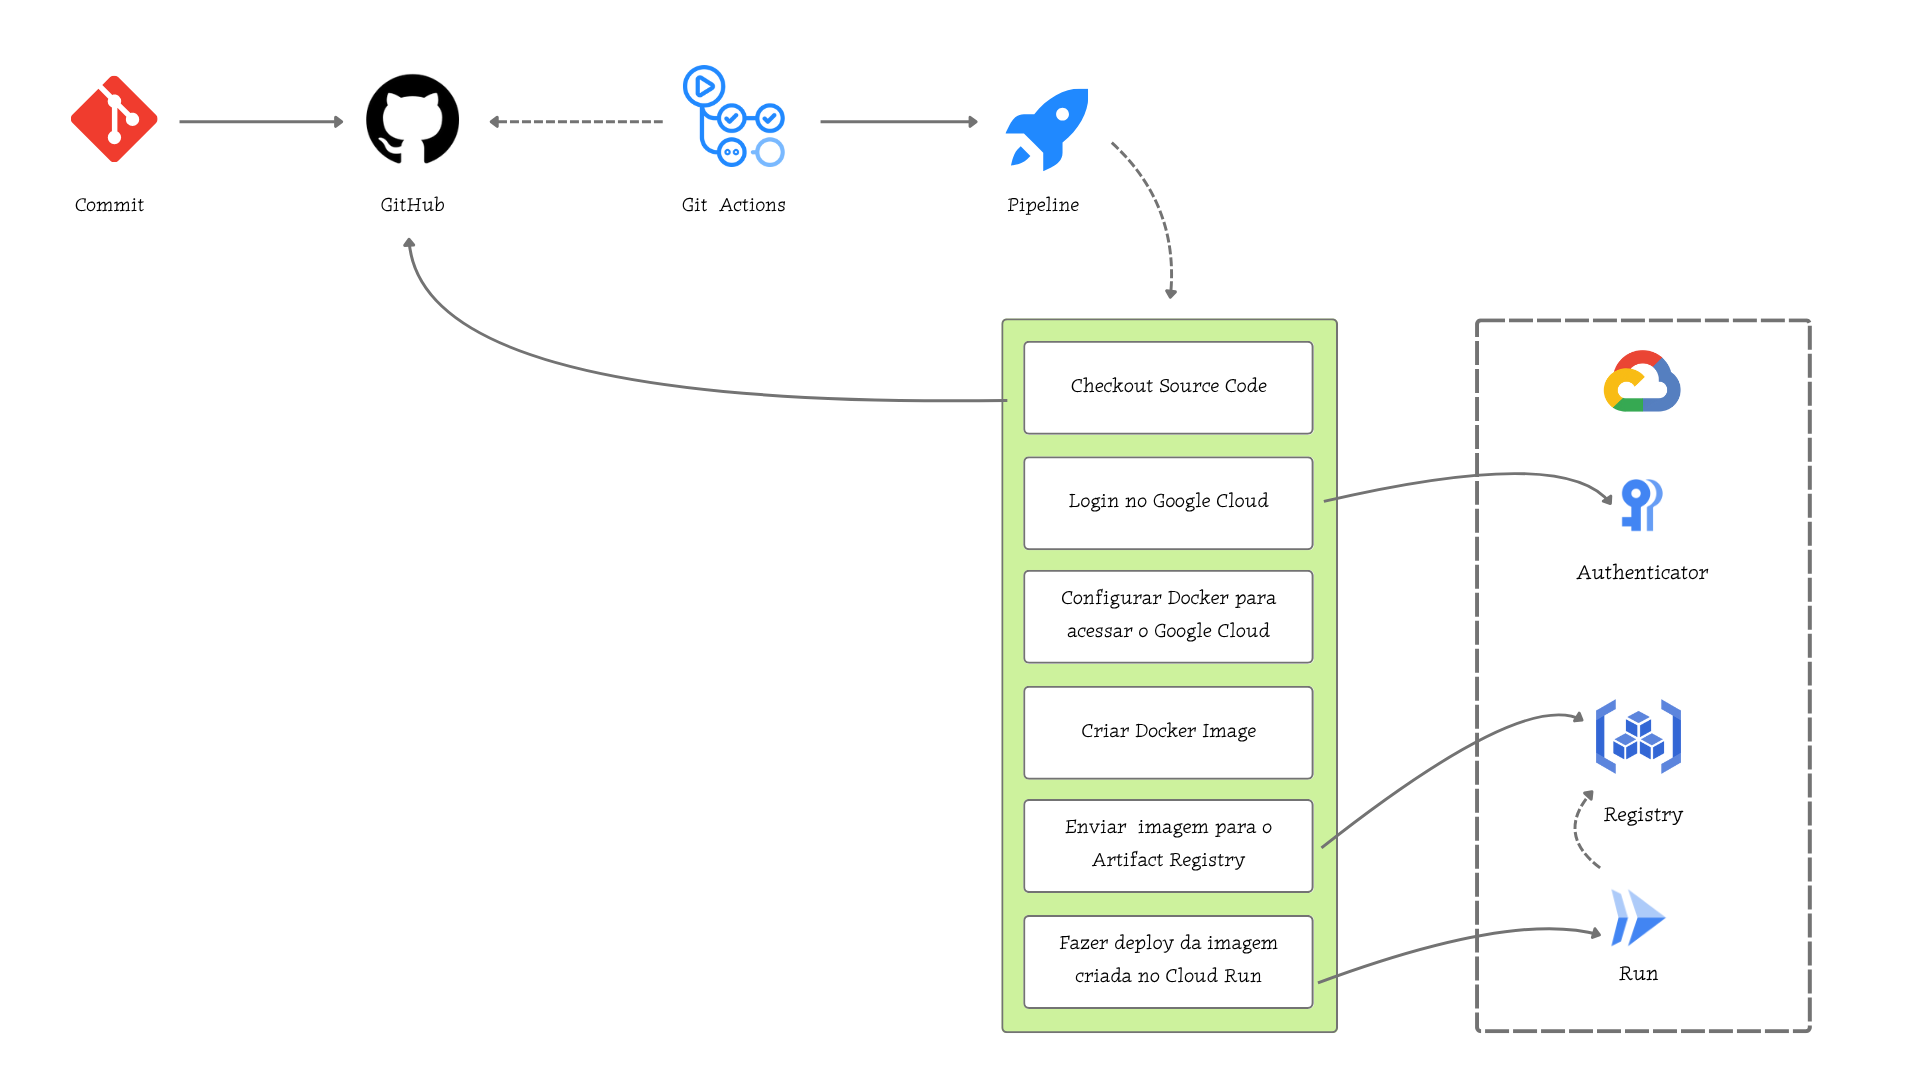 Commit
GitHub
Git Actions
Pipeline
Checkout Source Code
Login no Google Cloud
Configurar Docker para
acessar o Google Cloud
Criar Docker Image
Enviar imagem para o
Artifact Registry
Fazer deploy da imagem
criada no Cloud Run
Authenticator
Registry
Run